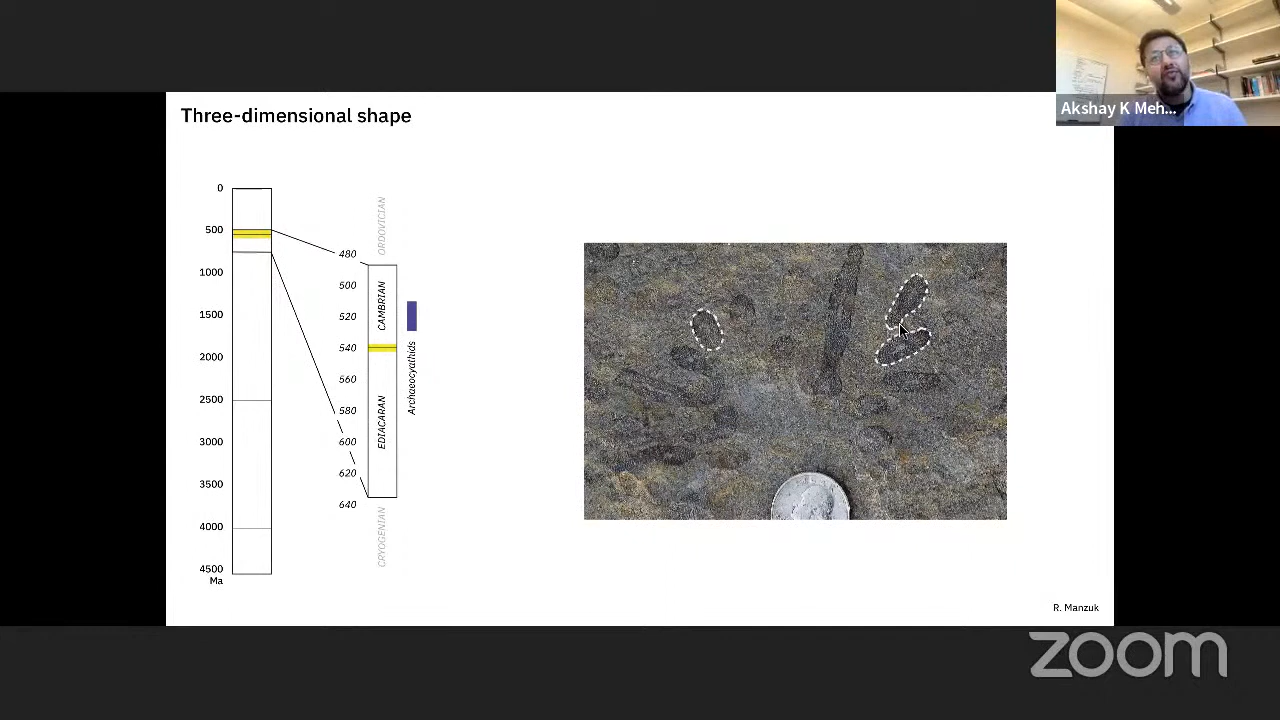 Akshay K Meh...
Three-dimensional shape
0
500
1000
1500
2000
2500
3000
3500
4000
4500
Ma
480
500
520
540
560
580
600
620
640
ORDOVICIAN
CAMBRIAN
EDIACARAN
CRYOGENIAN
Archaeocyathids
R. Manzuk
zoom